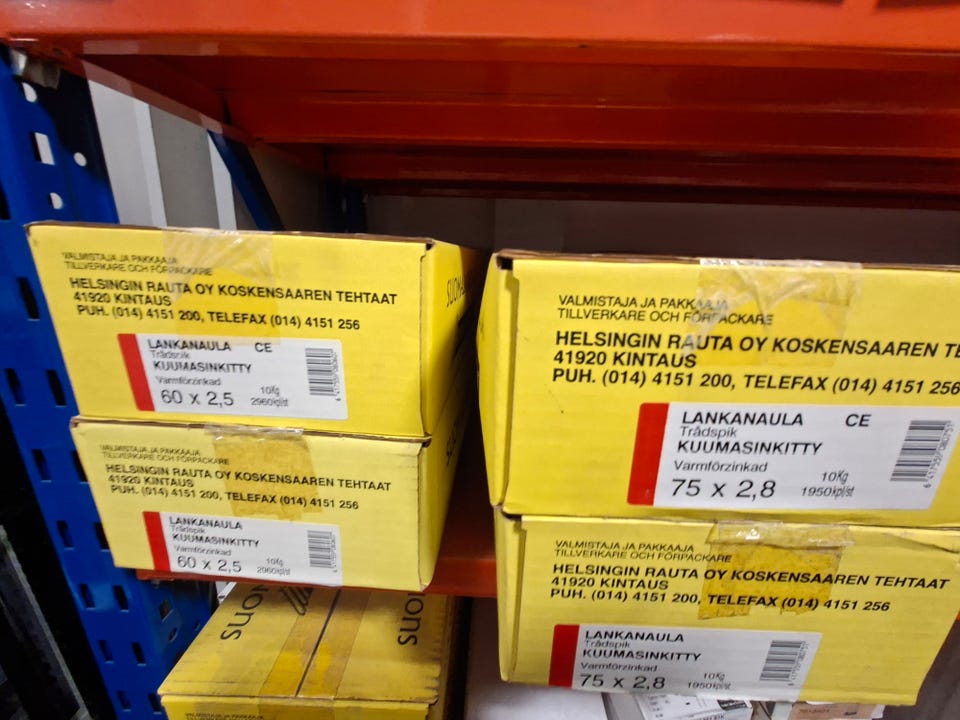 VALMISTAJA JA PAKKAAJA
TILLVERKARE OCH FÖRPACKARE
HELSINGIN RAUTA OY KOSKENSAAREN TEHTAAT
41920 KINTAUS
PUH. (014) 4151 200, TELEFAX (014) 4151 256
LANKANAULA CE
Trådspik
KUUMASINKITTY
Varmförzinkad
60 x 2,5
10Kg
2960kpl/st
VALMISTAJA JA PAKKAAJA
TILLVERKARE OCH FÖRPACKARE
HELSINGIN RAUTA OY KOSKENSAAREN TEHTAAT
41920 KINTAUS
PUH. (014) 4151 200, TELEFAX (014) 4151 256
LANKANAULA
Trådspik
KUUMASINKITTY
Varmförzinkad
60 x 2,5
10Kg
2960kpl/st
VALMISTAJA JA PAKKAAJA
TILLVERKARE OCH FÖRPACKARE
HELSINGIN RAUTA OY KOSKENSAAREN TE
41920 KINTAUS
PUH. (014) 4151 200, TELEFAX (014) 4151 256
LANKANAULA CE
Trådspik
KUUMASINKITTY
Varmförzinkad
75 x 2,8
10Kg
1950kpl/st
VALMISTAJA JA PAKKAAJA
TILLVERKARE OCH FÖRPACKARE
HELSINGIN RAUTA OY KOSKENSAAREN TEHTAAT
41920 KINTAUS
PUH. (014) 4151 200, TELEFAX (014) 4151 256
LANKANAULA
Trådspik
KUUMASINKITTY
Varmförzinkad
75 x 2,8
10Kg
1950kpl/st